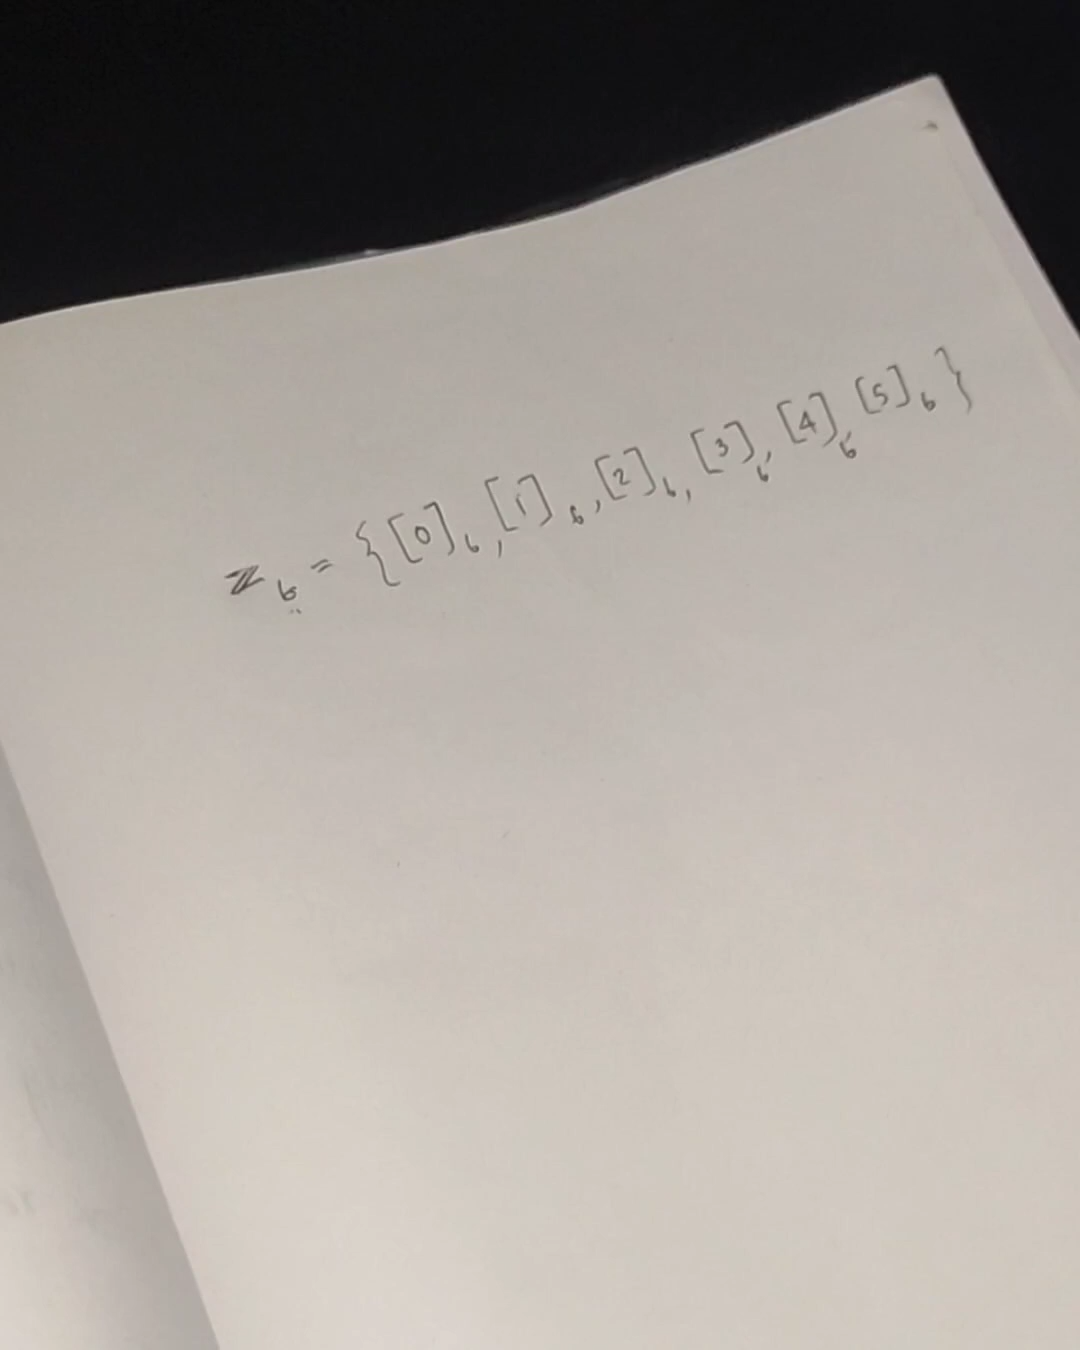 ℤ₆ = {[0]₆, [1]₆, [2]₆, [3]₆, [4]₆, [5]₆}